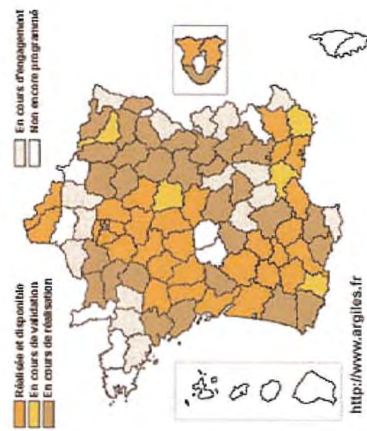 Réalisée et disponible
En cours de validation
En cours de réalisation
En cours d'engagement
Non encore programmé
http://www.argiles.fr